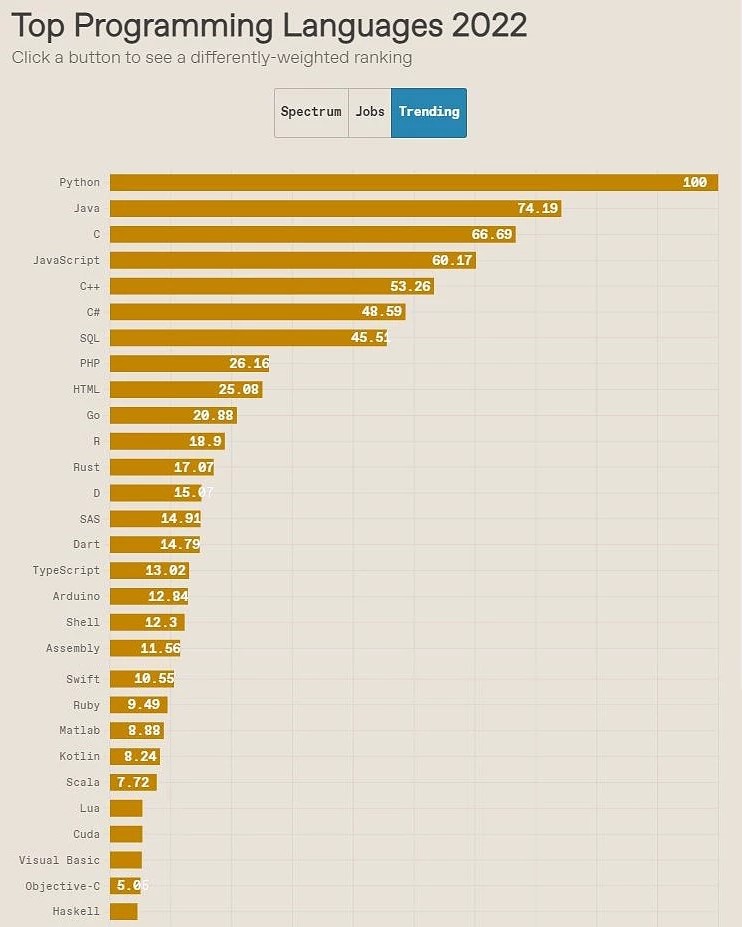 Top Programming Languages 2022
Click a button to see a differently-weighted ranking
Spectrum Jobs Trending
Python 100
Java 74.19
C 66.69
JavaScript 60.17
C++ 53.26
C# 48.59
SQL 45.51
PHP 26.16
HTML 25.08
Go 20.88
R 18.9
Rust 17.07
D 15.07
SAS 14.91
Dart 14.79
TypeScript 13.02
Arduino 12.84
Shell 12.3
Assembly 11.56
Swift 10.55
Ruby 9.49
Matlab 8.88
Kotlin 8.24
Scala 7.72
Lua
Cuda
Visual Basic
Objective-C 5.06
Haskell